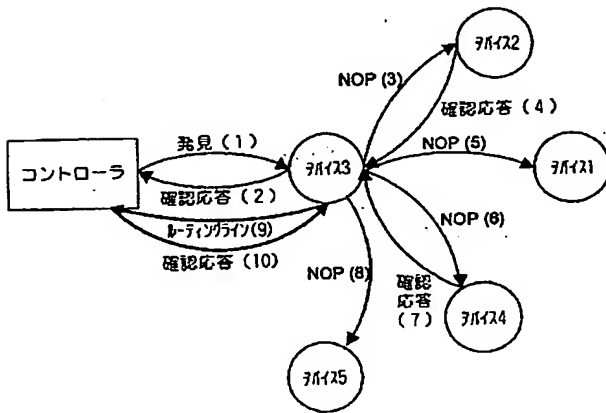 デバイス2
NOP (3)
確認応答 (4)
発見 (1)
コントローラ
デバイス3
NOP (5)
デバイス1
確認応答 (2)
ルーティングライン(9)
確認応答 (10)
NOP (6)
NOP (8)
確認
応答
(7)
デバイス4
デバイス5